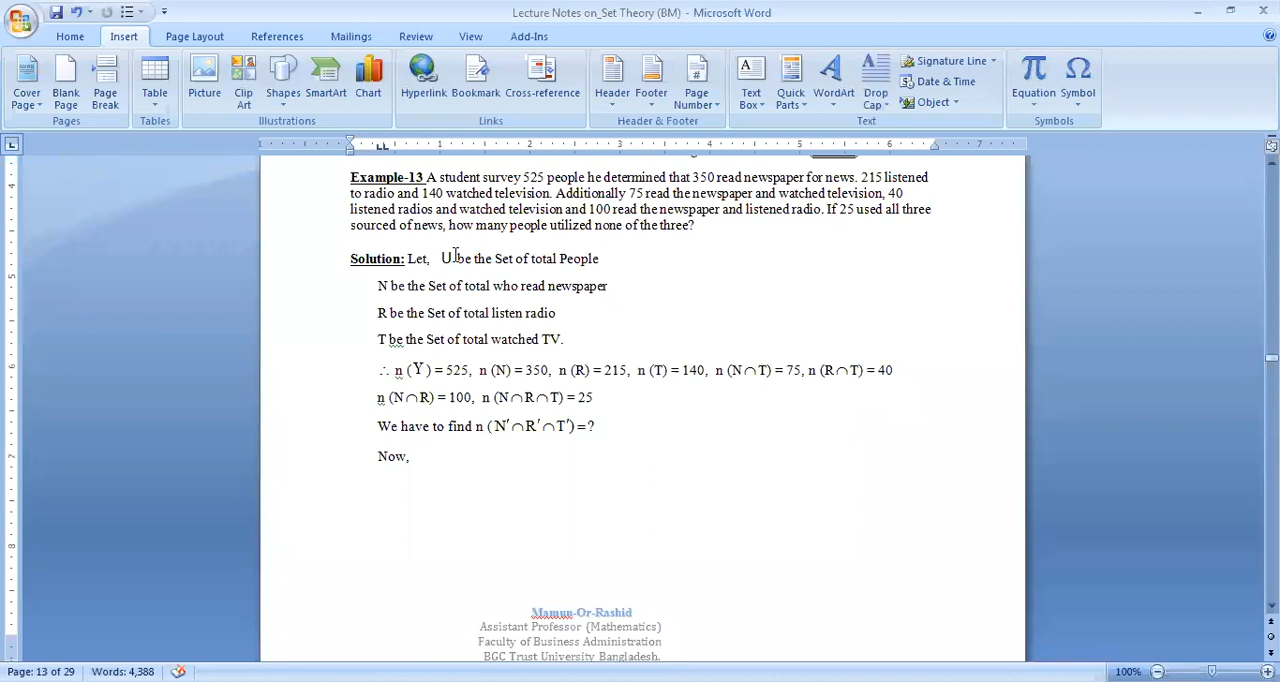 Lecture Notes on_Set Theory (BM) - Microsoft Word
Home Insert Page Layout References Mailings Review View Add-Ins
Cover Page Blank Page Page Break Table Picture Clip Art Shapes SmartArt Chart Hyperlink Bookmark Cross-reference Header Footer Page Number Text Box Quick Parts WordArt Drop Cap Signature Line Date & Time Object Equation Symbol
Pages Tables Illustrations Links Header & Footer Text Symbols
1 1 2 3 4 5 6 7
Example-13 A student survey 525 people he determined that 350 read newspaper for news. 215 listened
to radio and 140 watched television. Additionally 75 read the newspaper and watched television, 40
listened radios and watched television and 100 read the newspaper and listened radio. If 25 used all three
sourced of news, how many people utilized none of the three?
Solution: Let, U be the Set of total People
N be the Set of total who read newspaper
R be the Set of total listen radio
T be the Set of total watched TV.
∴ n (Y) = 525, n (N) = 350, n (R) = 215, n (T) = 140, n (N∩T) = 75, n (R∩T) = 40
n (N∩R) = 100, n (N∩R∩T) = 25
We have to find n (N′∩R′∩T′) = ?
Now,
Mamun-Or-Rashid
Assistant Professor (Mathematics)
Faculty of Business Administration
BGC Trust University Bangladesh.
Page: 13 of 29 Words: 4,388 100%